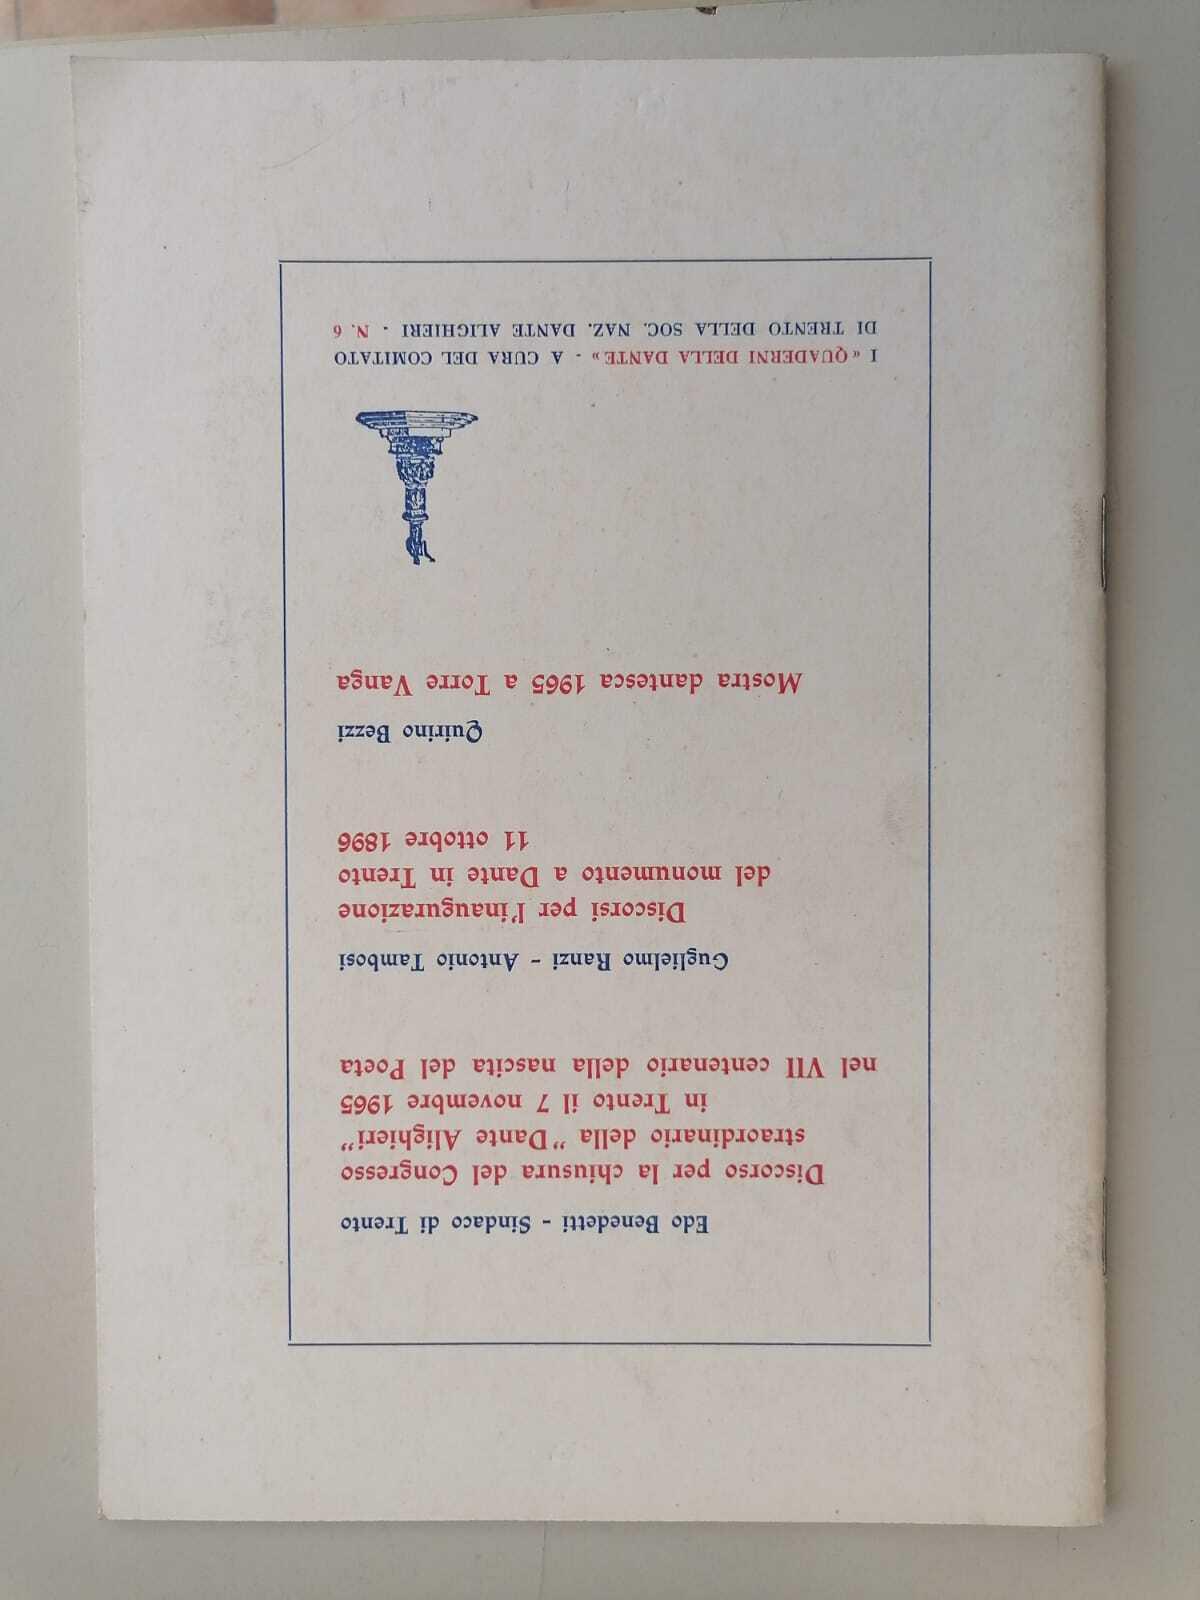 Edo Benedetti - Sindaco di Trento
Discorso per la chiusura del Congresso
straordinario della "Dante Alighieri"
in Trento il 7 novembre 1965
nel VII centenario della nascita del Poeta
Guglielmo Ranzi - Antonio Tambosi
Discorsi per l'inaugurazione
del monumento a Dante in Trento
11 ottobre 1896
Quirino Bezzi
Mostra dantesca 1965 a Torre Vanga
I «QUADERNI DELLA DANTE» - A CURA DEL COMITATO
DI TRENTO DELLA SOC. NAZ. DANTE ALIGHIERI - N. 6